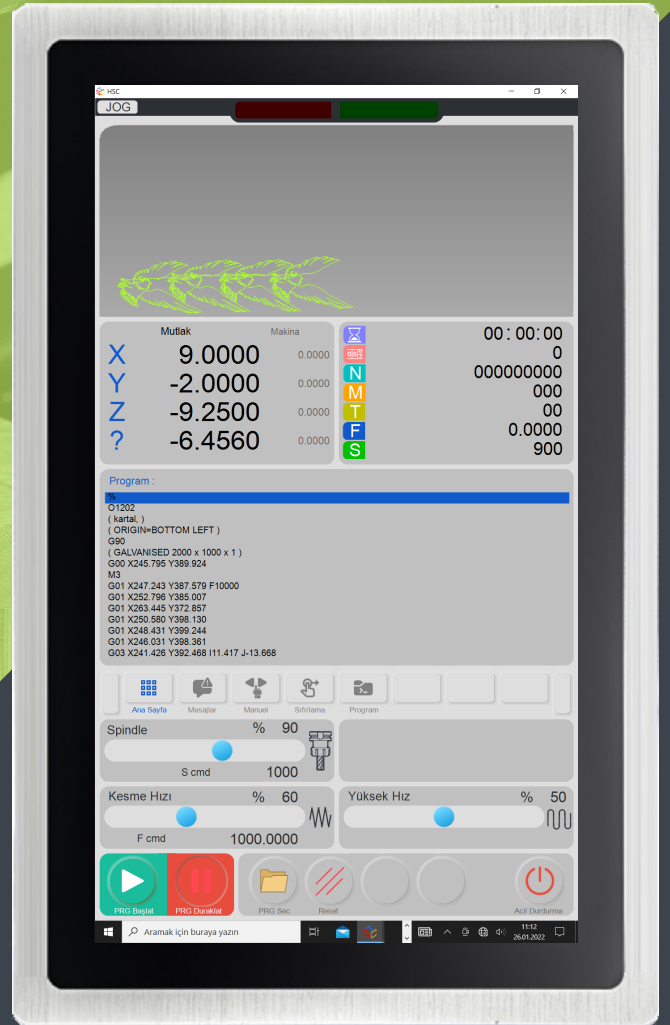 HSC
JOG
Mutlak Makina
X 9.0000 0.0000
Y -2.0000 0.0000
Z -9.2500 0.0000
? -6.4560 0.0000
00:00:00
0
N 000000000
M 000
T 00
F 0.0000
S 900
Program :
%
O1202
( kartal, )
( ORIGIN=BOTTOM LEFT )
G90
( GALVANISED 2000 x 1000 x 1 )
G00 X245.795 Y389.924
M3
G01 X247.243 Y387.579 F10000
G01 X252.796 Y385.007
G01 X263.445 Y372.857
G01 X250.580 Y398.130
G01 X248.431 Y399.244
G01 X246.031 Y398.361
G03 X241.426 Y392.468 I11.417 J-13.668
Ana Sayfa Mesajlar Manuel Sıfırlama Program
Spindle % 90
S cmd 1000
Kesme Hızı % 60
F cmd 1000.0000
Yüksek Hız % 50
PRG Başlat PRG Duraklat PRG Sec Reset Acil Durdurma
Aramak için buraya yazın
11:12
26.01.2022